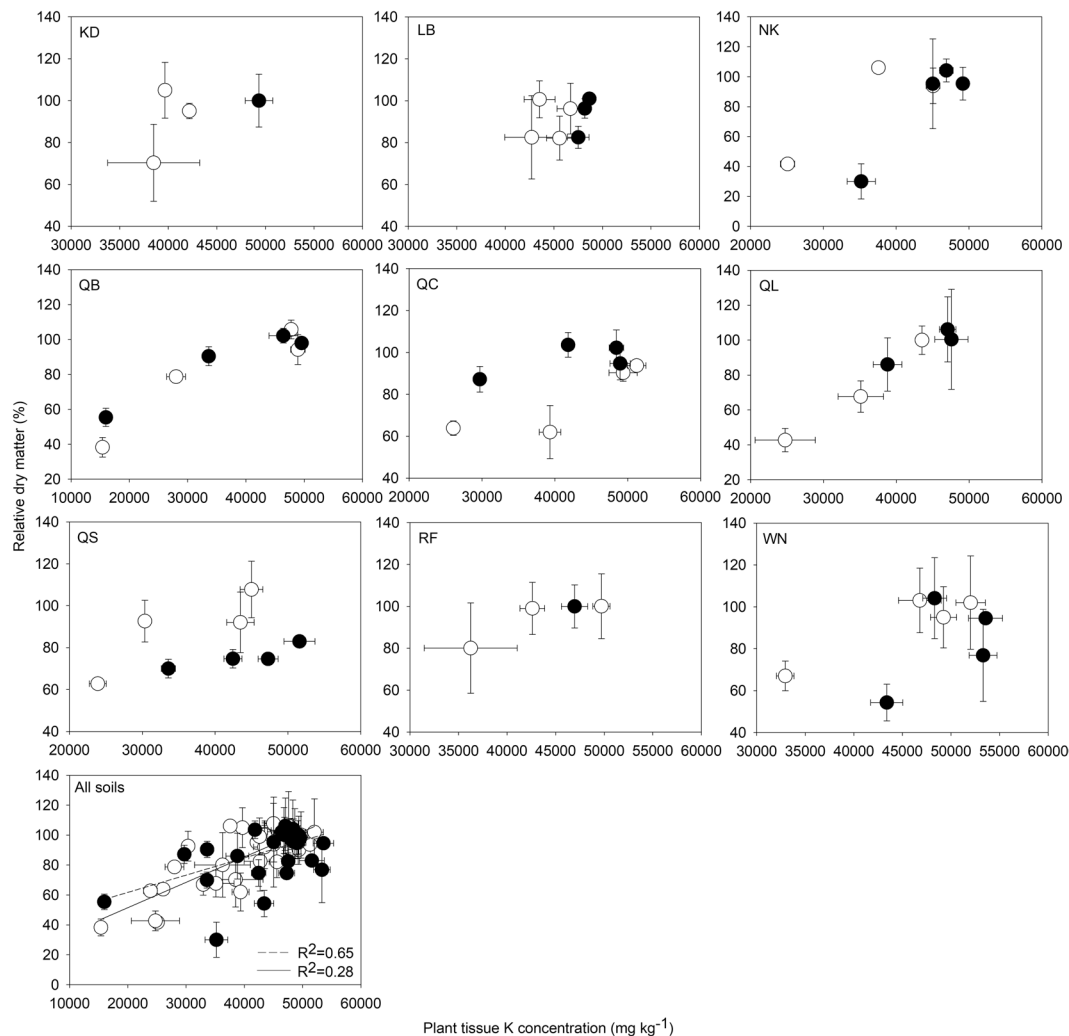 Relative dry matter (%)
KD
140
120
100
80
60
40
30000 35000 40000 45000 50000 55000 60000
LB
140
120
100
80
60
40
30000 35000 40000 45000 50000 55000 60000
NK
140
120
100
80
60
40
20
0
20000 30000 40000 50000 60000
QB
140
120
100
80
60
40
20
10000 20000 30000 40000 50000 60000
QC
140
120
100
80
60
40
20000 30000 40000 50000 60000
QL
140
120
100
80
60
40
20
20000 30000 40000 50000 60000
QS
140
120
100
80
60
40
20000 30000 40000 50000 60000
RF
140
120
100
80
60
40
30000 35000 40000 45000 50000 55000 60000
WN
140
120
100
80
60
40
30000 35000 40000 45000 50000 55000 60000
All soils
140
120
100
80
60
40
20
0
R²=0.65
R²=0.28
10000 20000 30000 40000 50000 60000
Plant tissue K concentration (mg kg⁻¹)